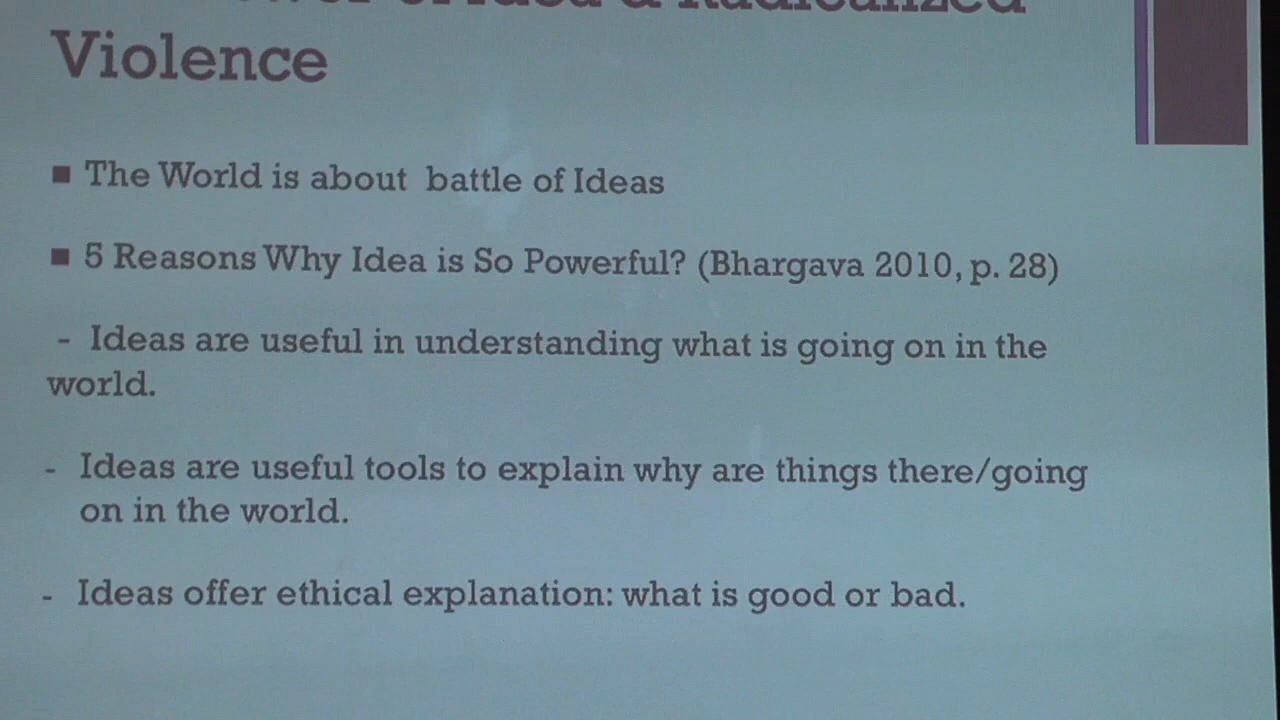 Violence
■ The World is about battle of Ideas
■ 5 Reasons Why Idea is So Powerful? (Bhargava 2010, p. 28)
- Ideas are useful in understanding what is going on in the
world.
- Ideas are useful tools to explain why are things there/going
on in the world.
- Ideas offer ethical explanation: what is good or bad.